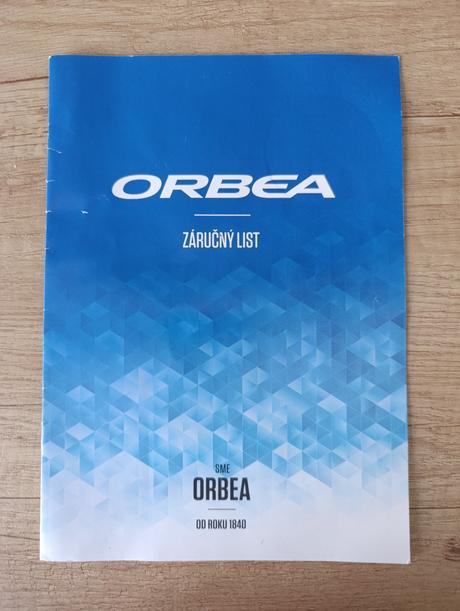 ORBEA
ZÁRUČNÝ LIST
SME
ORBEA
OD ROKU 1840